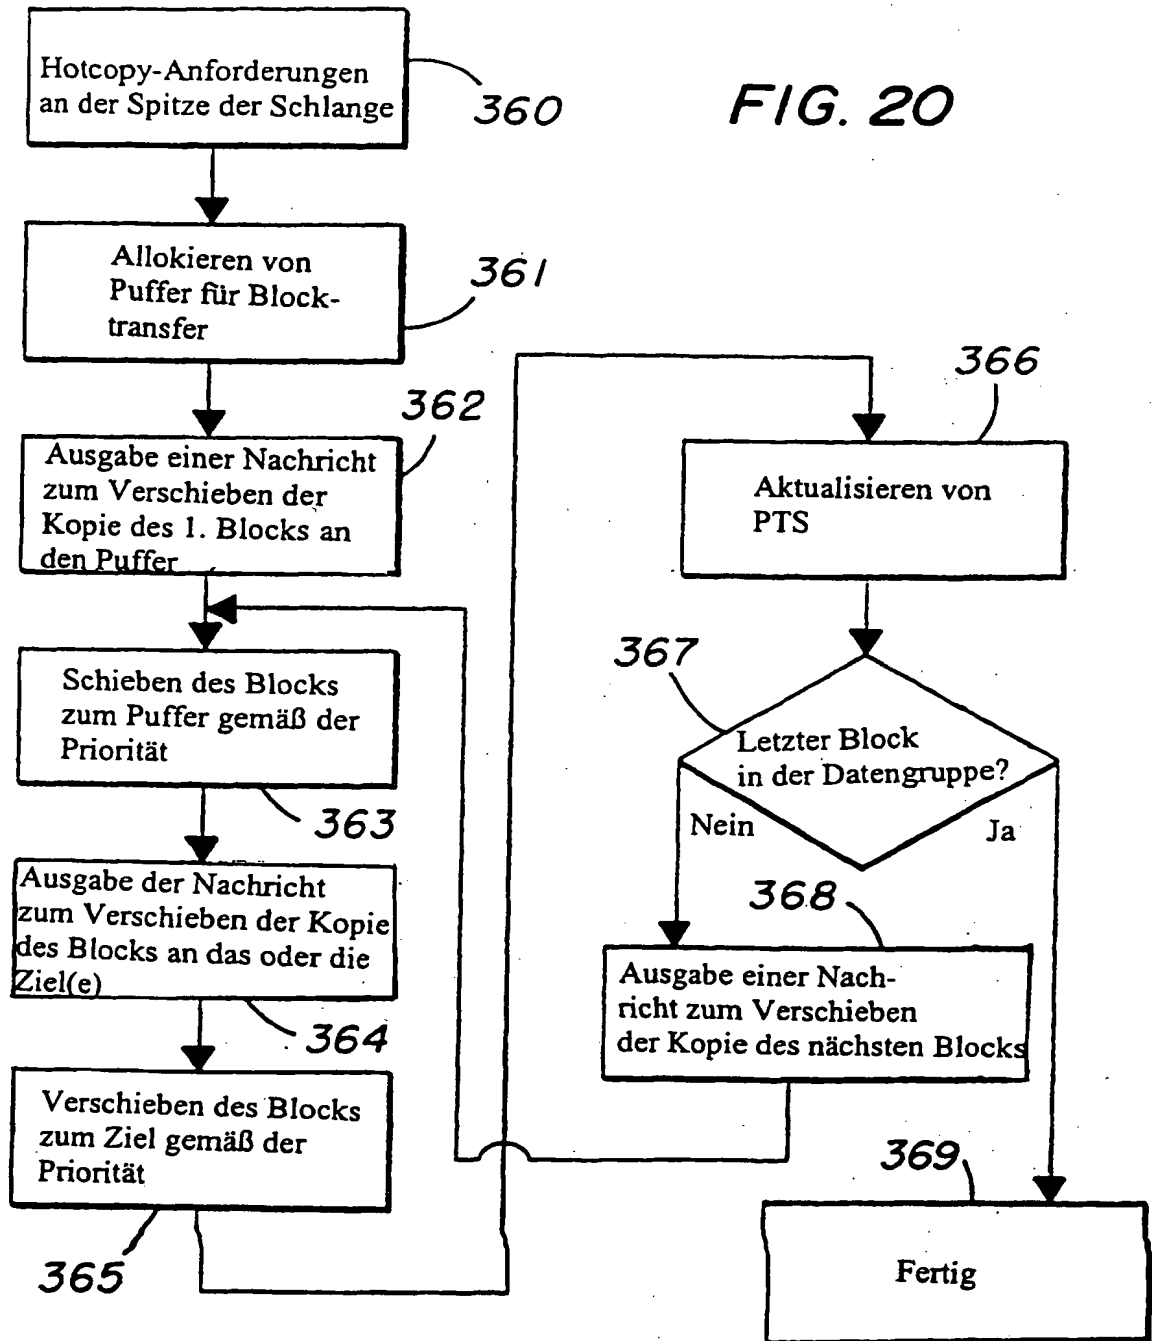 FIG. 20
Hotcopy-Anforderungen
an der Spitze der Schlange
360
Allokieren von
Puffer für Block-
transfer
361
Ausgabe einer Nachricht
zum Verschieben der
Kopie des 1. Blocks an
den Puffer
362
Schieben des Blocks
zum Puffer gemäß der
Priorität
363
Ausgabe der Nachricht
zum Verschieben der Kopie
des Blocks an das oder die
Ziel(e)
364
Verschieben des Blocks
zum Ziel gemäß der
Priorität
365
366
Aktualisieren von
PTS
367
Letzter Block
in der Datengruppe?
Nein
Ja
368
Ausgabe einer Nach-
richt zum Verschieben
der Kopie des nächsten Blocks
369
Fertig